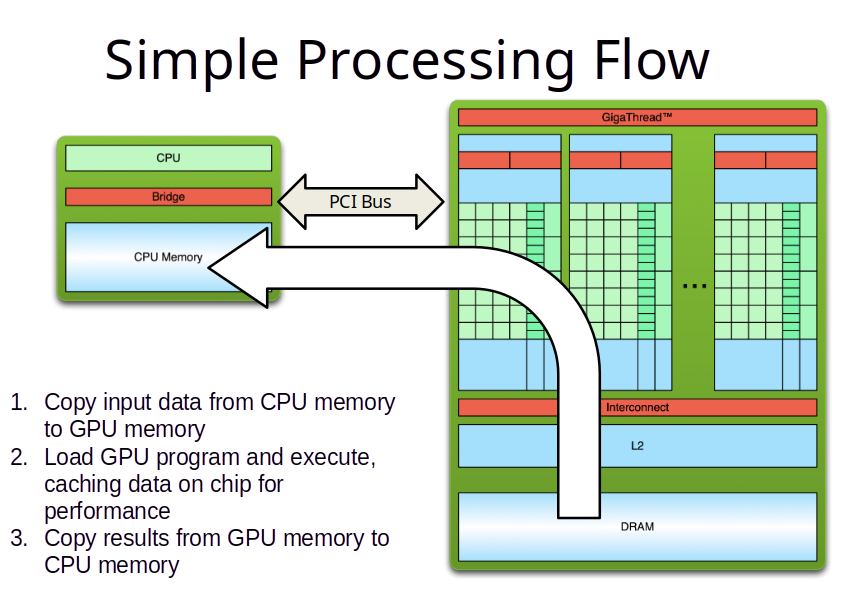 Simple Processing Flow
GigaThread™
CPU
Bridge
PCI Bus
CPU Memory
...
Interconnect
L2
DRAM
1. Copy input data from CPU memory
to GPU memory
2. Load GPU program and execute,
caching data on chip for
performance
3. Copy results from GPU memory to
CPU memory